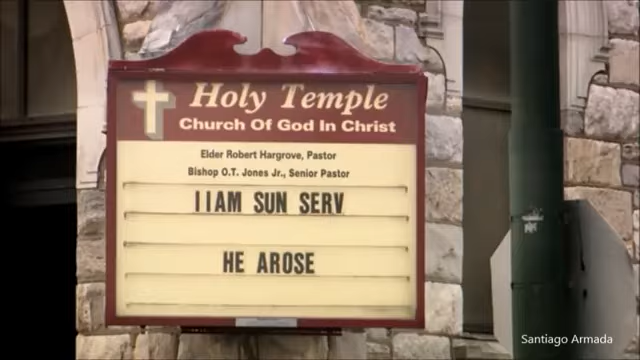 Holy Temple
Church Of God In Christ
Elder Robert Hargrove, Pastor
Bishop O.T. Jones Jr., Senior Pastor
11AM SUN SERV
HE AROSE
Santiago Armada